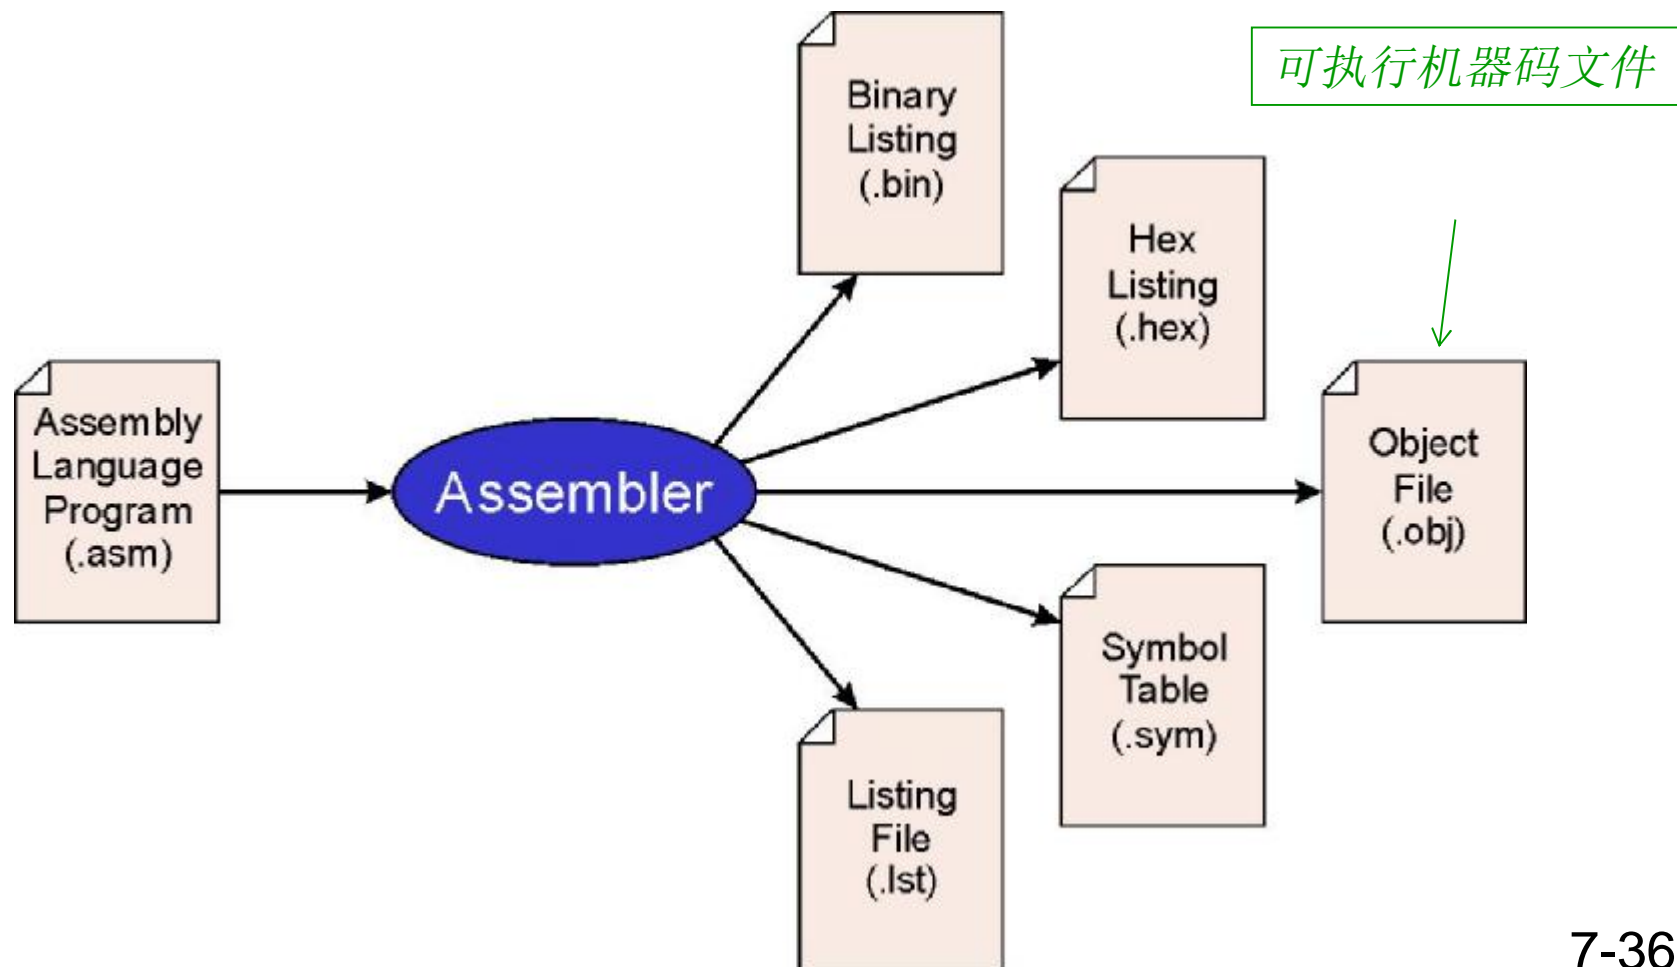 可执行机器码文件
Binary
Listing
(.bin)
Hex
Listing
(.hex)
Assembly
Language
Program
(.asm)
Assembler
Object
File
(.obj)
Symbol
Table
(.sym)
Listing
File
(.lst)
7-36